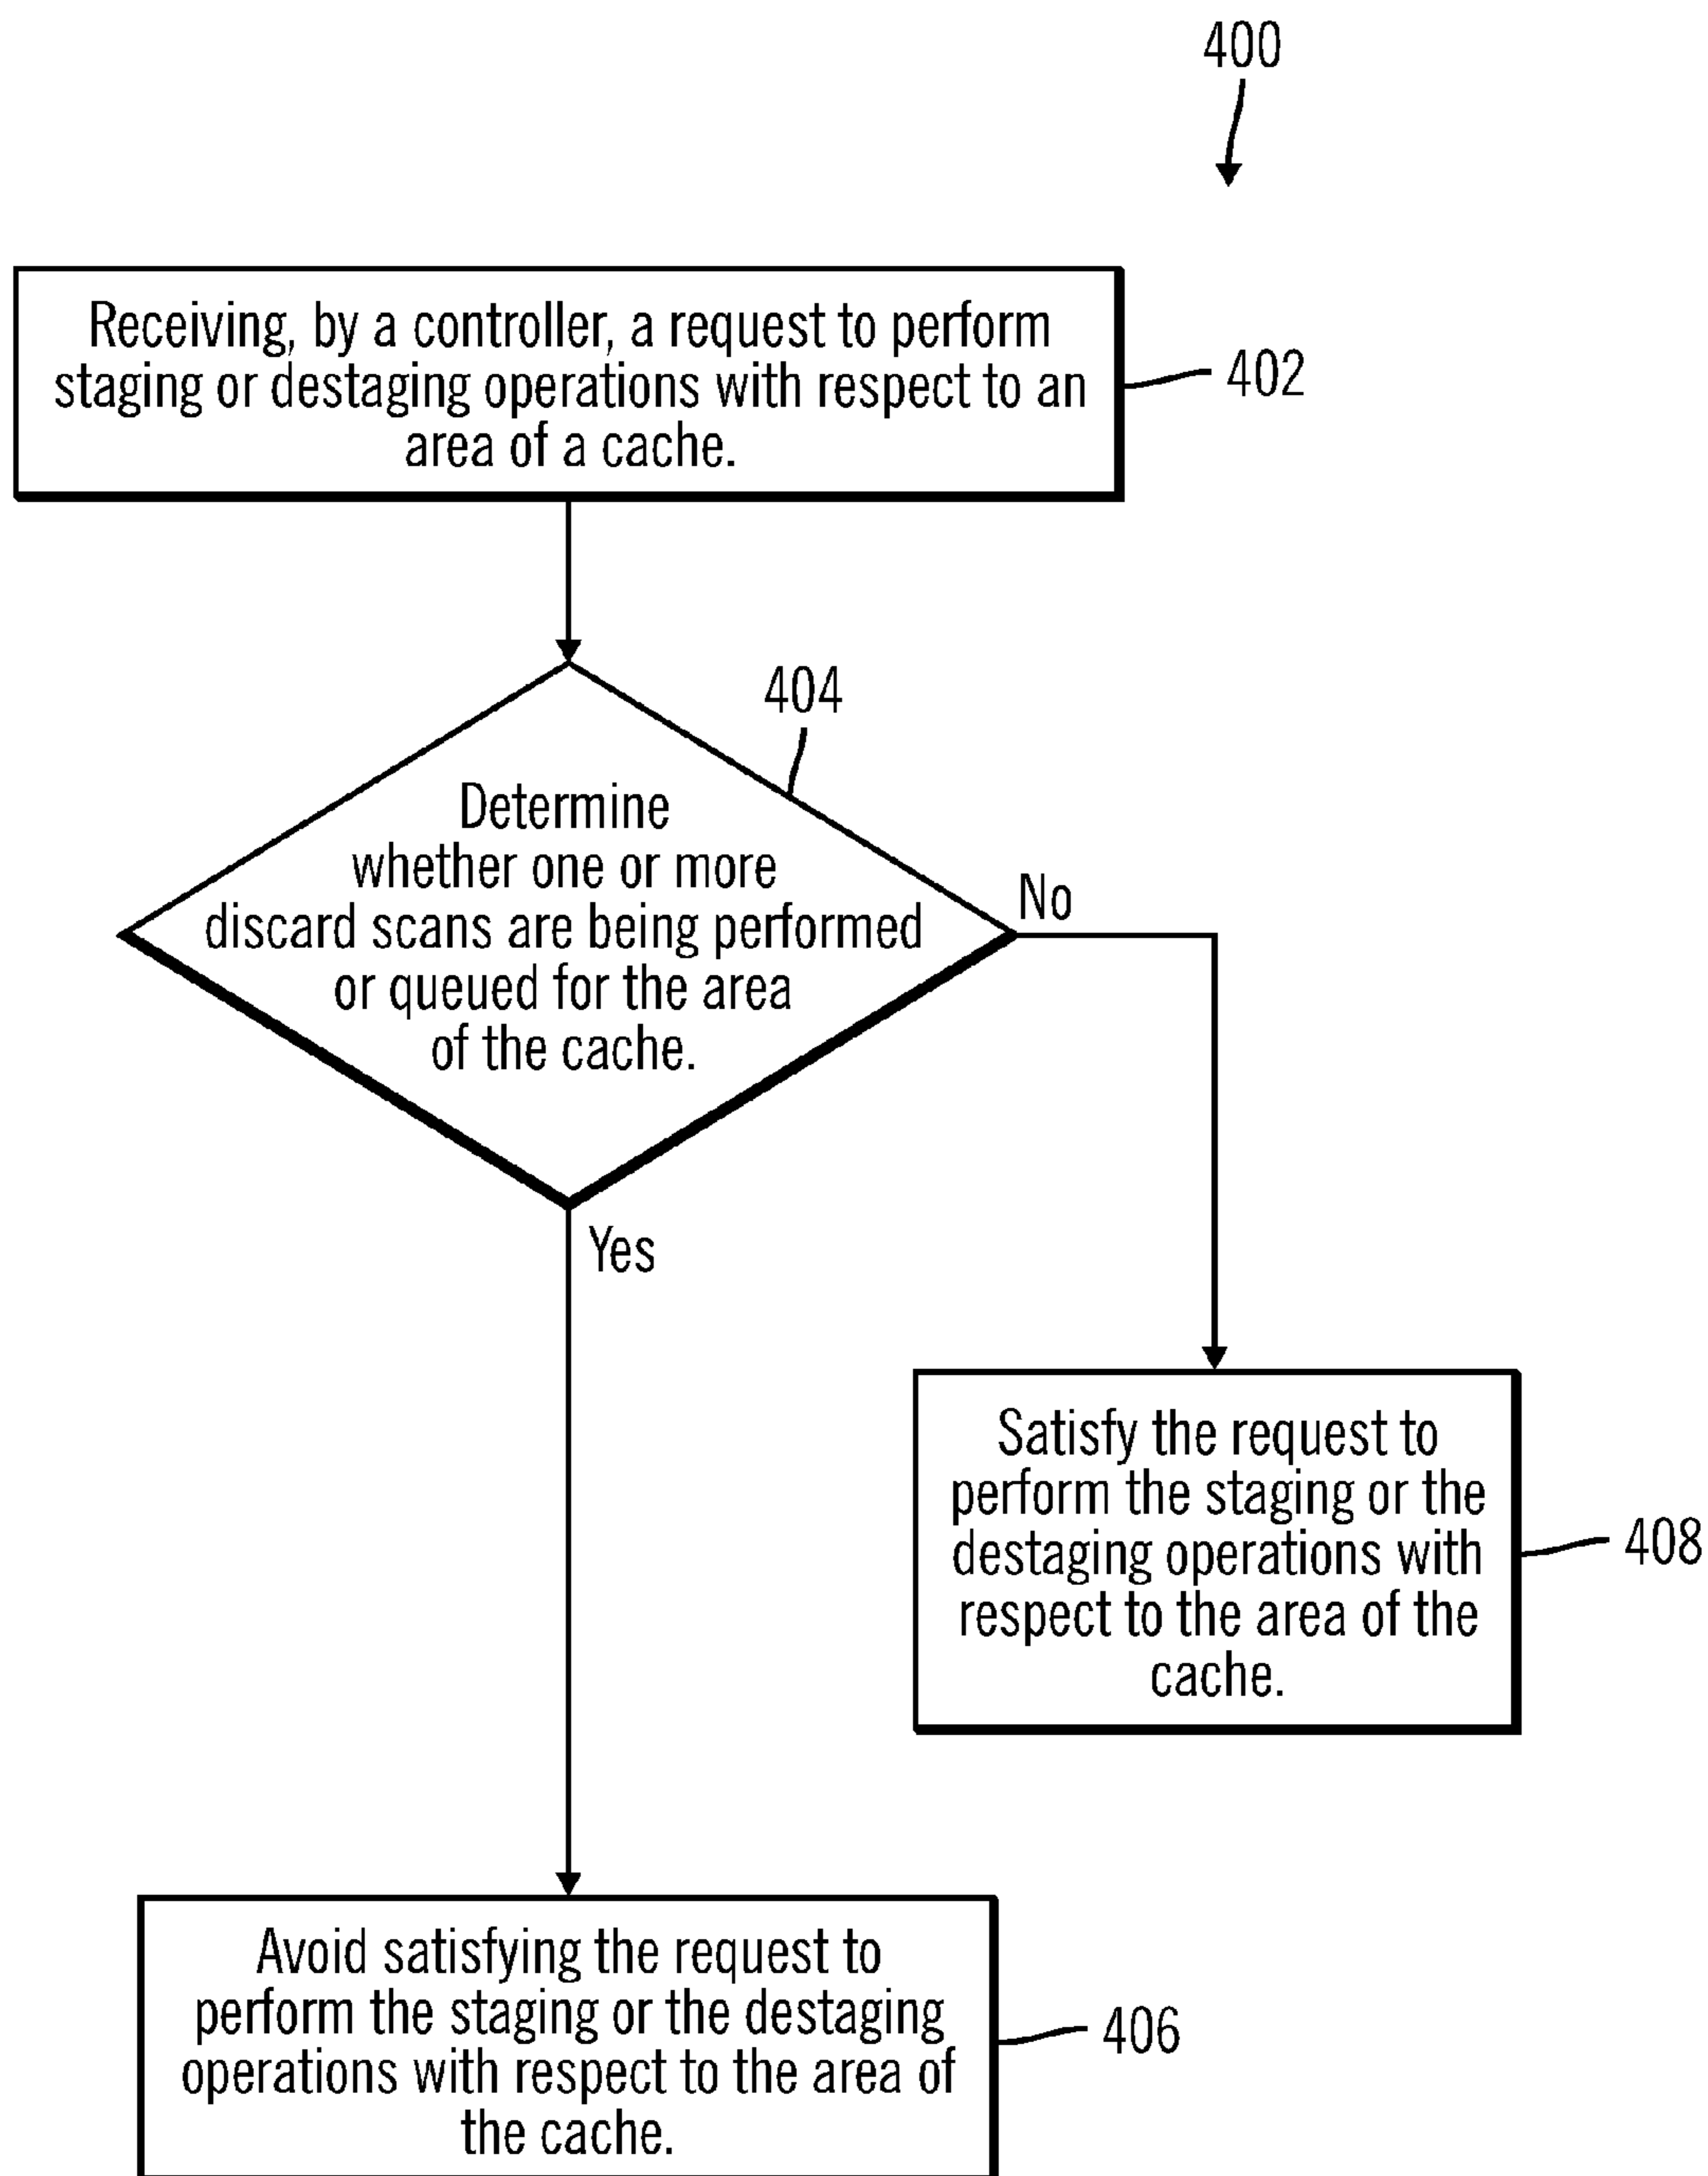 400
Receiving, by a controller, a request to perform
staging or destaging operations with respect to an
area of a cache.
402
404
Determine
whether one or more
discard scans are being performed
or queued for the area
of the cache.
No
Yes
Satisfy the request to
perform the staging or the
destaging operations with
respect to the area of the
cache.
408
Avoid satisfying the request to
perform the staging or the destaging
operations with respect to the area of
the cache.
406